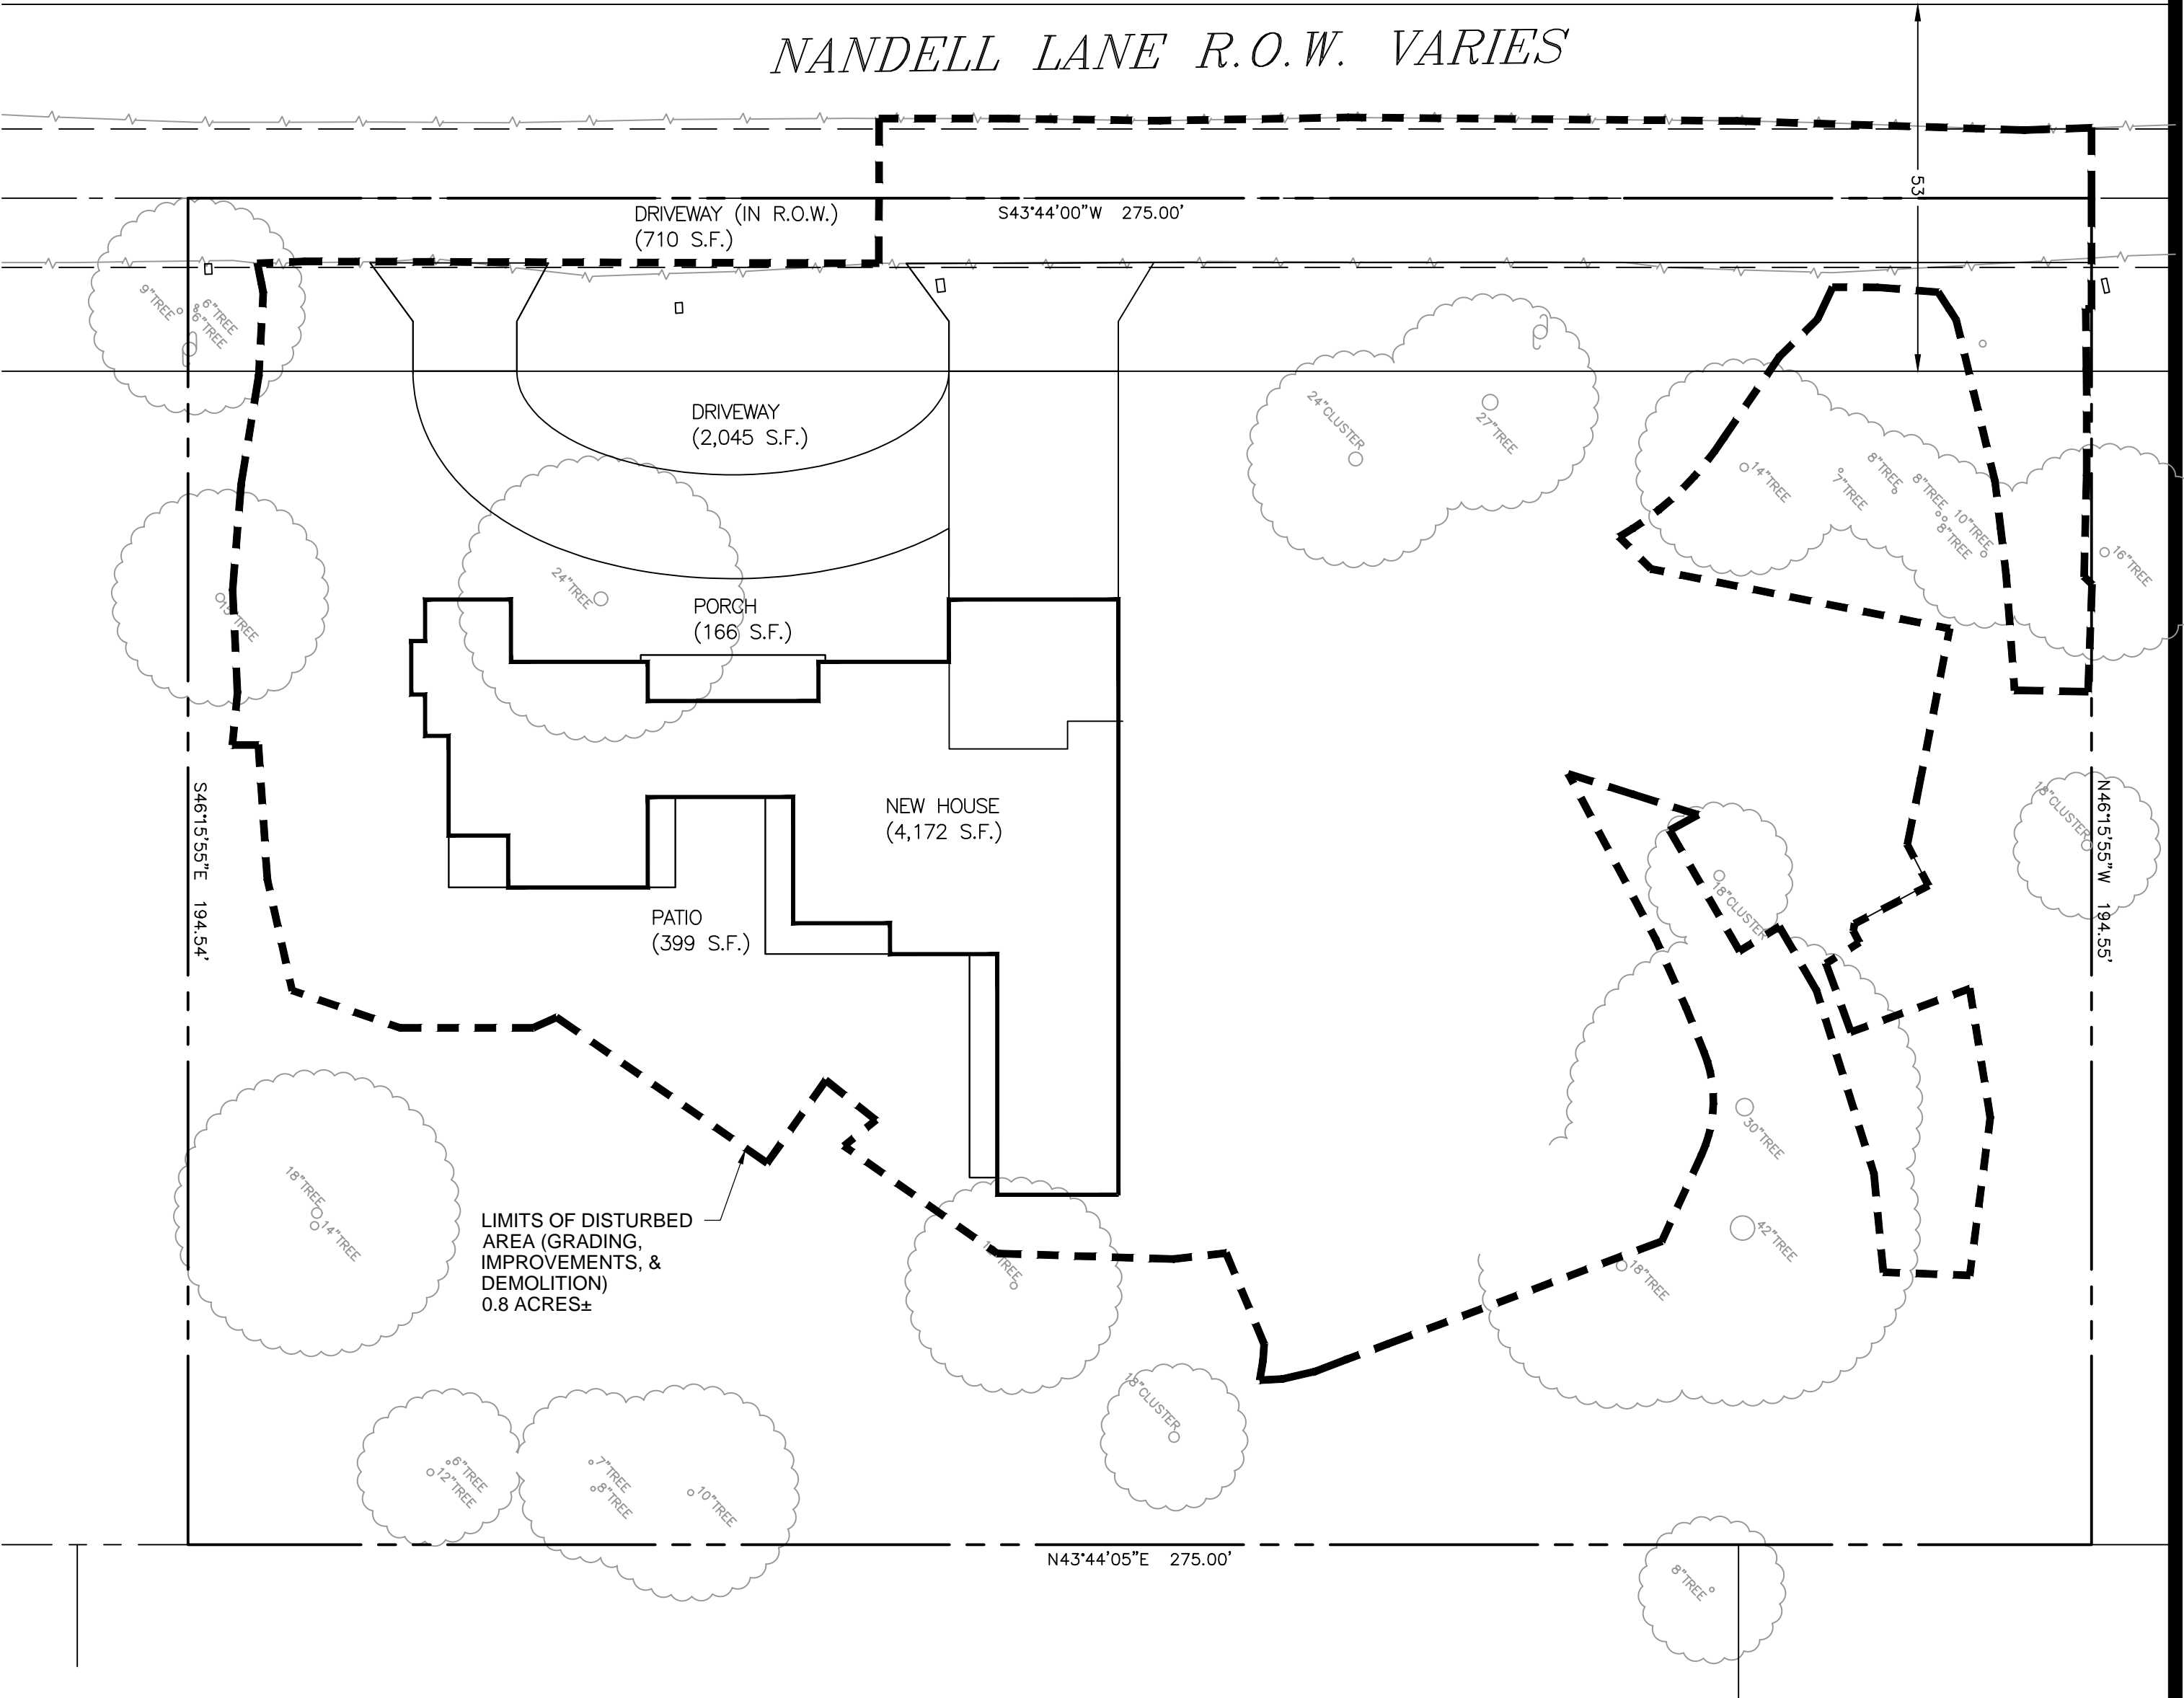 NANDELL LANE R.O.W. VARIES
DRIVEWAY (IN R.O.W.)
(710 S.F.)
S43°44'00"W 275.00'
53
9"TREE
6"TREE
6"TREE
DRIVEWAY
(2,045 S.F.)
24"CLUSTER
27"TREE
14"TREE
7"TREE
8"TREE
8"TREE
10"TREE
8"TREE
16"TREE
15"TREE
24"TREE
PORCH
(166 S.F.)
S46°15'55"E 194.54'
NEW HOUSE
(4,172 S.F.)
18"CLUSTER
N46°15'55"W 194.55'
18"CLUSTER
PATIO
(399 S.F.)
30"TREE
42"TREE
18"TREE
18"TREE
14"TREE
LIMITS OF DISTURBED
AREA (GRADING,
IMPROVEMENTS, &
DEMOLITION)
0.8 ACRES±
TREE
18"CLUSTER
6"TREE
12"TREE
7"TREE
8"TREE
10"TREE
N43°44'05"E 275.00'
8"TREE